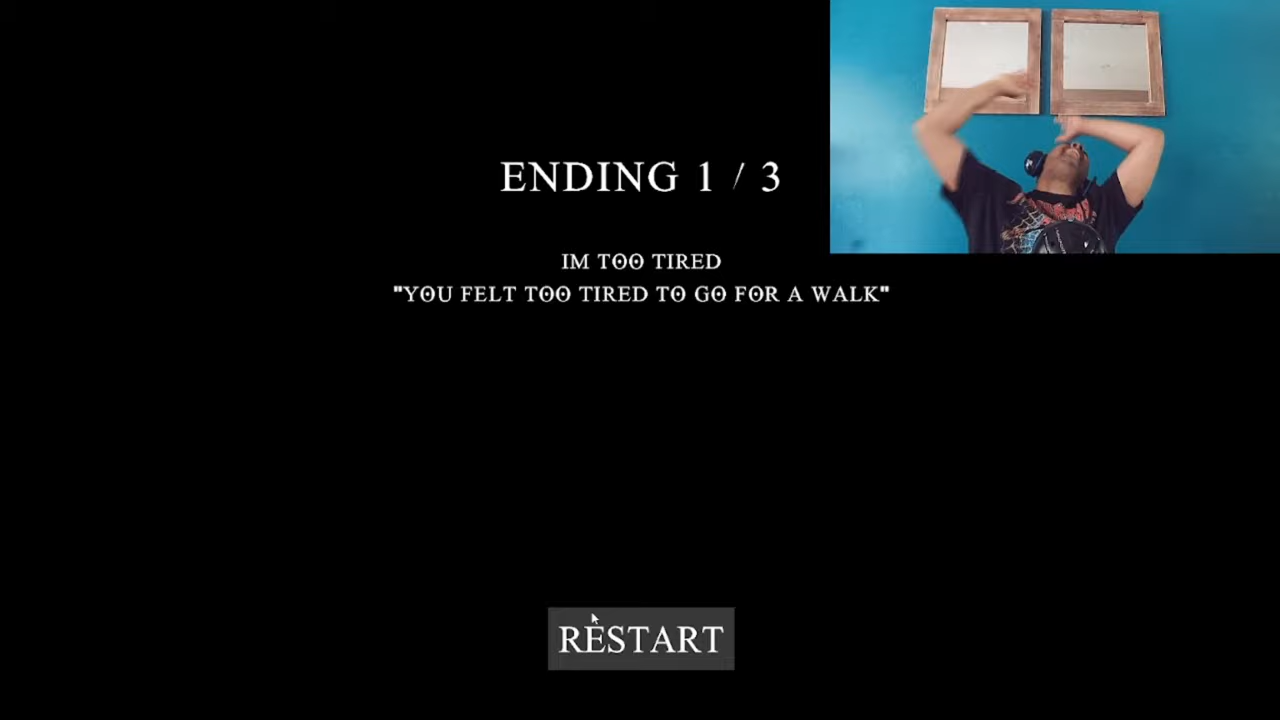 ENDING 1 / 3
IM TOO TIRED
"YOU FELT TOO TIRED TO GO FOR A WALK"
RESTART